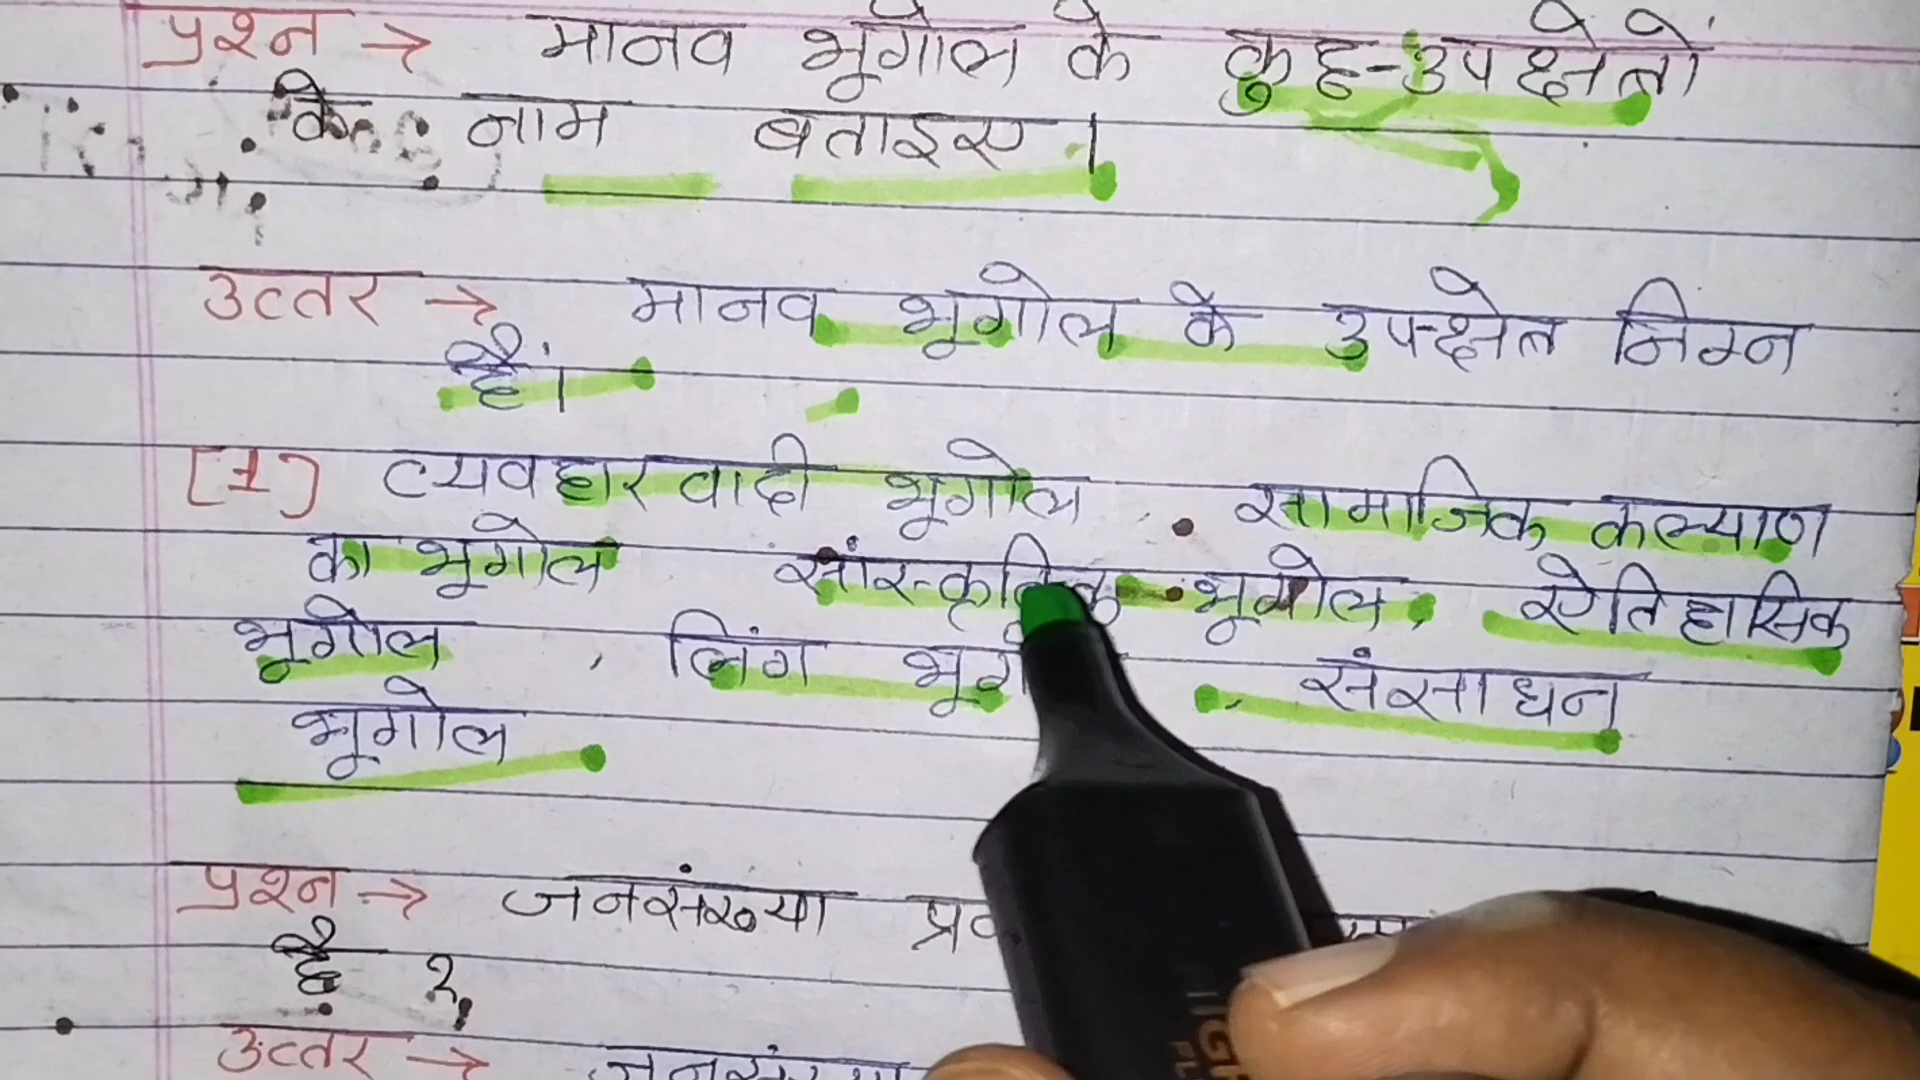 प्रश्न → मानव भूगोल के कुछ-उपक्षेत्रों
के नाम बताइए।
उत्तर → मानव भूगोल के उपक्षेत्र निम्न
हैं।
[1] व्यवहारवादी भूगोल सामाजिक कल्याण
का भूगोल सांस्कृतिक भूगोल, ऐतिहासिक
भूगोल, लिंग , संसाधन
भूगोल
प्रश्न → जनसंख्या
है ?
उत्तर → जनसंख्या